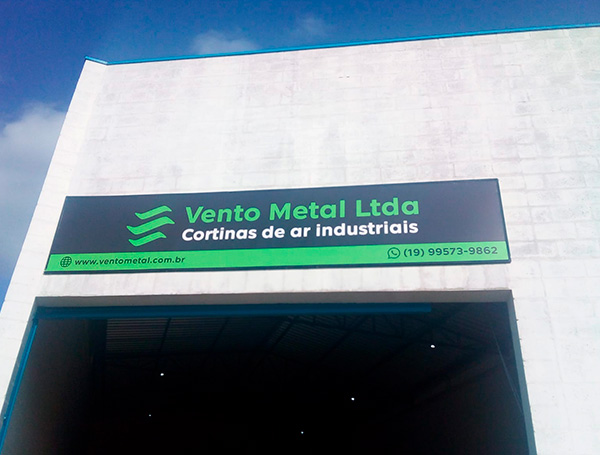 Vento Metal Ltda
Cortinas de ar industriais
www.ventometal.com.br
(19) 99573-9862